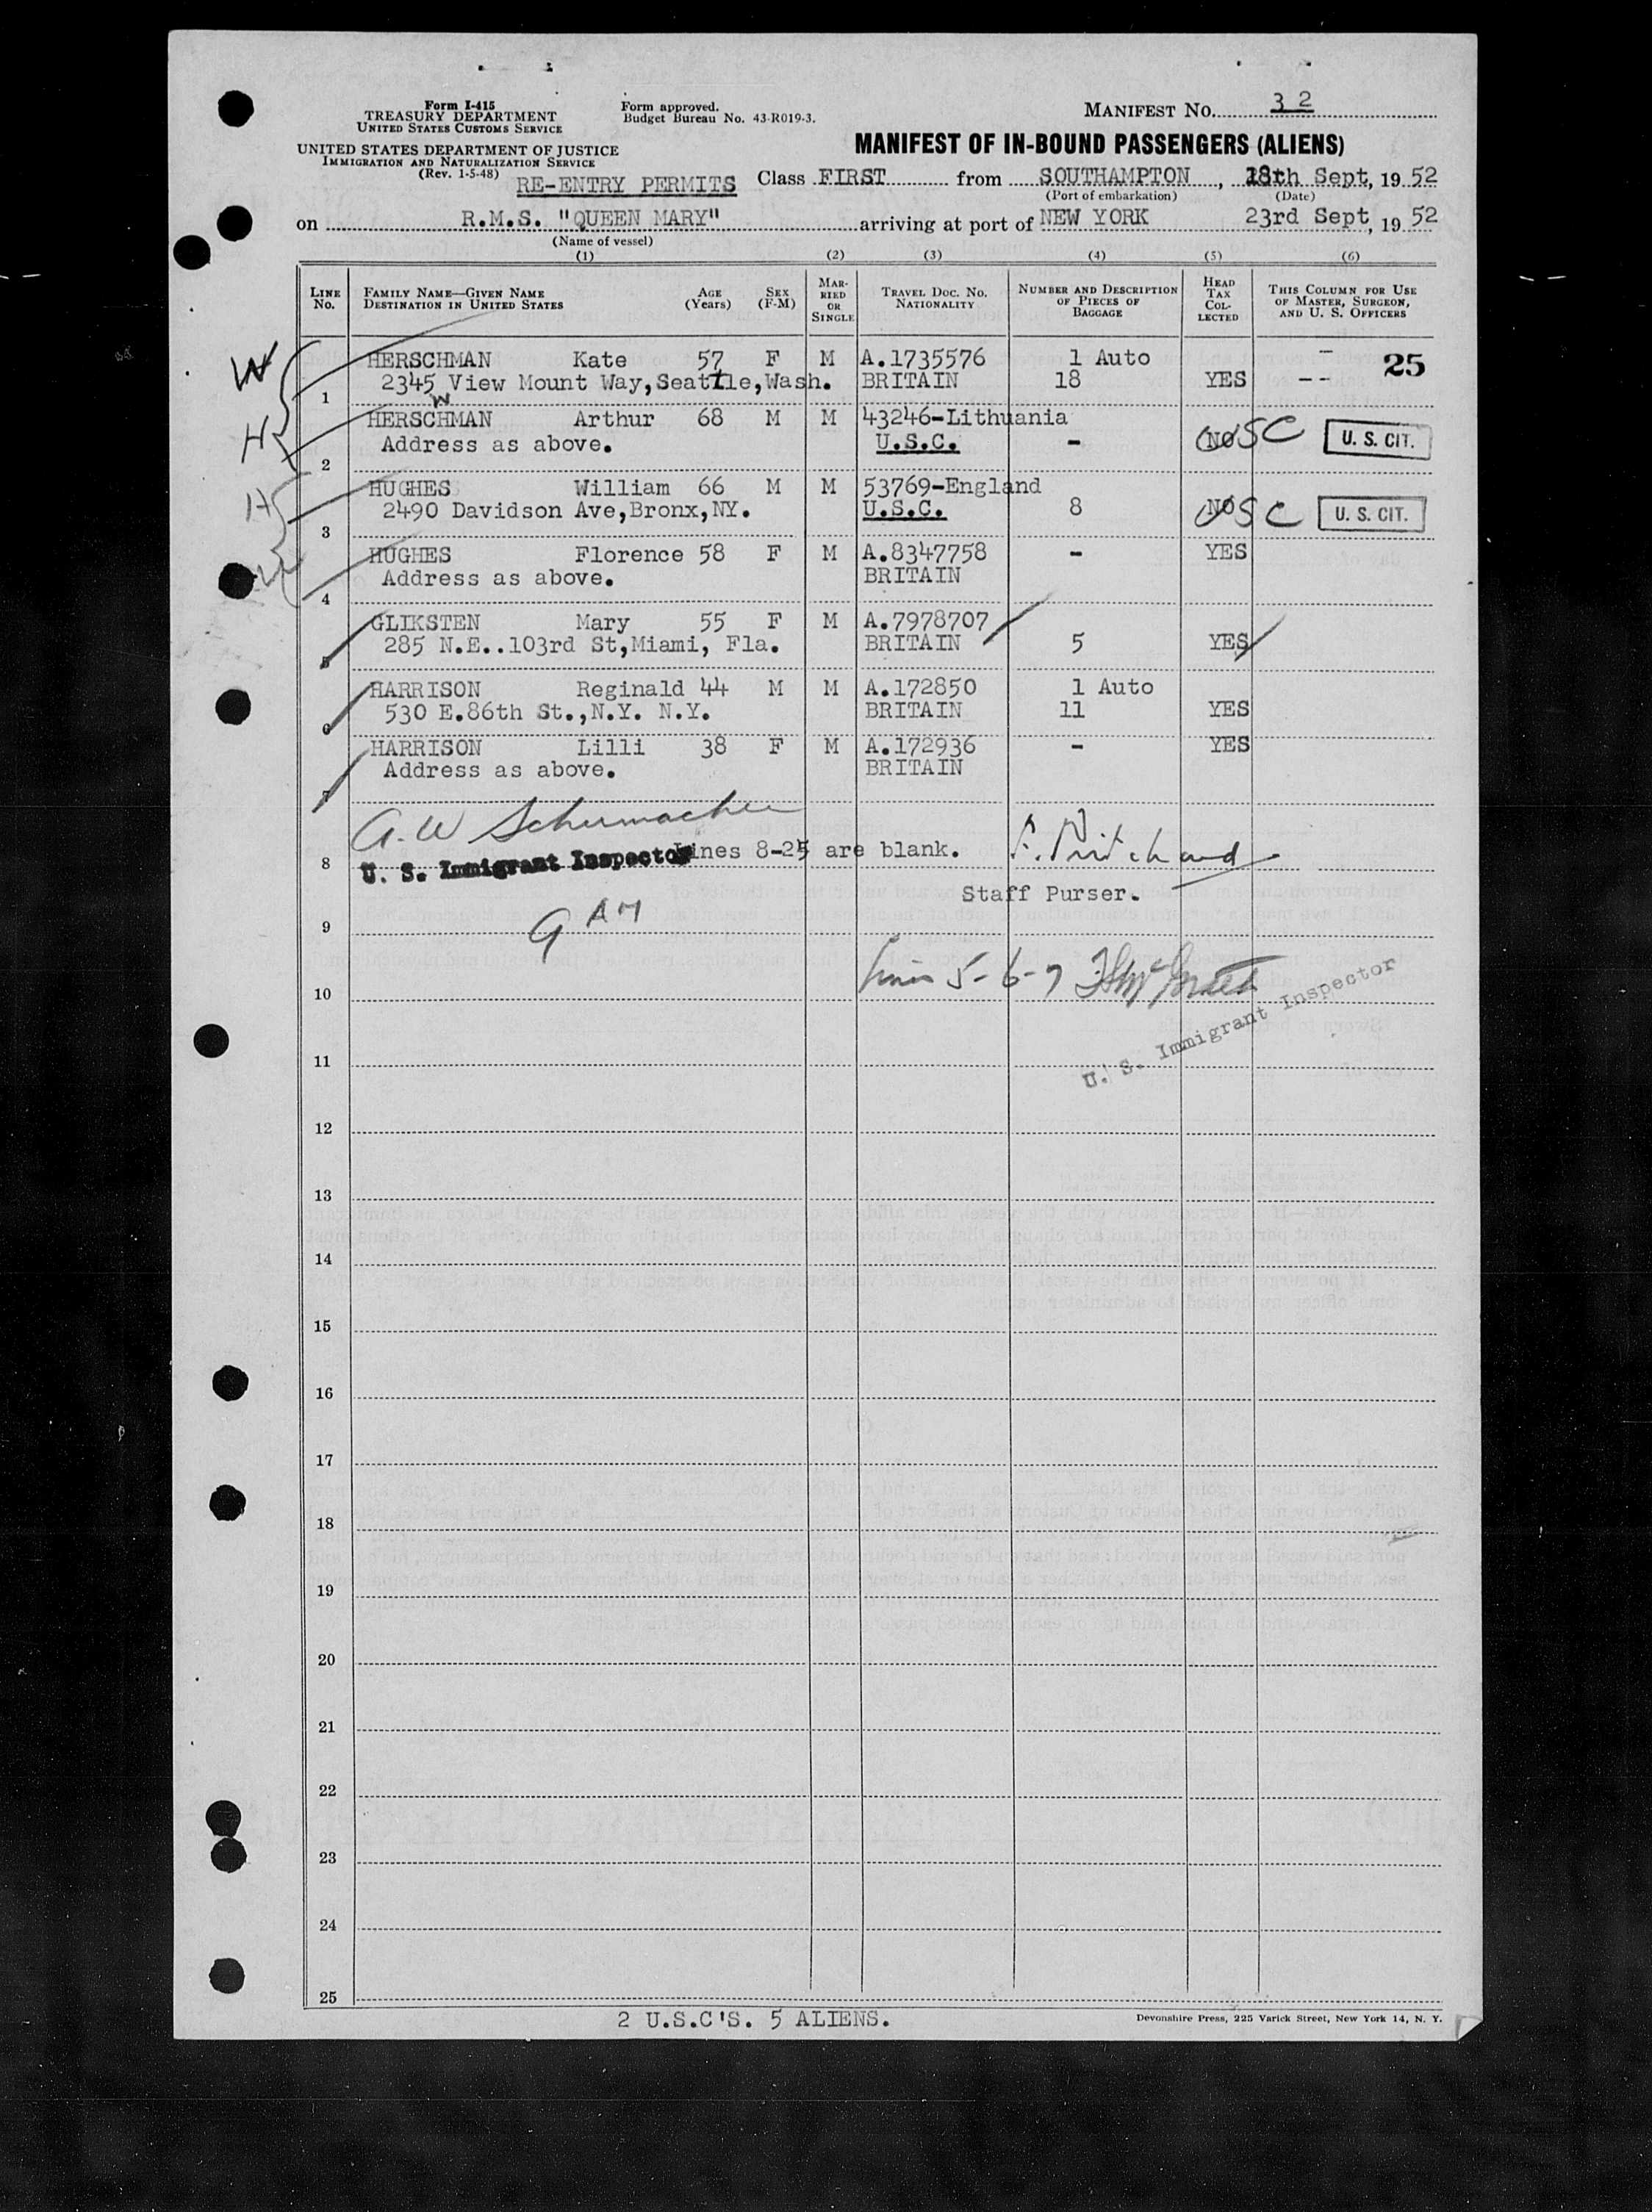 Form I-415
TREASURY DEPARTMENT
UNITED STATES CUSTOMS SERVICE
UNITED STATES DEPARTMENT OF JUSTICE
IMMIGRATION AND NATURALIZATION SERVICE
(Rev. 1-5-48)
Form approved.
Budget Bureau No. 43-R019-3.
MANIFEST No. 32
MANIFEST OF IN-BOUND PASSENGERS (ALIENS)
RE-ENTRY PERMITS Class FIRST from SOUTHAMPTON, 18th Sept, 19 52
(Port of embarkation) (Date)
on R.M.S. "QUEEN MARY" arriving at port of NEW YORK 23rd Sept, 19 52
(Name of vessel)
(1) (2) (3) (4) (5) (6)
LINE No. FAMILY NAME—GIVEN NAME DESTINATION IN UNITED STATES AGE (Years) SEX (F-M) MARRIED OR SINGLE TRAVEL DOC. NO. NATIONALITY NUMBER AND DESCRIPTION OF PIECES OF BAGGAGE HEAD TAX COLLECTED THIS COLUMN FOR USE OF MASTER, SURGEON, AND U. S. OFFICERS
W HERSCHMAN Kate 57 F M A.1735576 1 Auto – 25
1 2345 View Mount Way,Seattle,Wash. BRITAIN 18 YES --
W
H HERSCHMAN Arthur 68 M M 43246-Lithuania
2 Address as above. U.S.C. - NO USC U. S. CIT.
H HUGHES William 66 M M 53769-England
3 2490 Davidson Ave,Bronx,NY. U.S.C. 8 NO USC U. S. CIT.
W HUGHES Florence 58 F M A.8347758 - YES
4 Address as above. BRITAIN
GLIKSTEN Mary 55 F M A.7978707
5 285 N.E..103rd St,Miami, Fla. BRITAIN 5 YES
HARRISON Reginald 44 M M A.172850 1 Auto
6 530 E.86th St.,N.Y. N.Y. BRITAIN 11 YES
HARRISON Lilli 38 F M A.172936 - YES
7 Address as above. BRITAIN
A.W Schumacher
8 U. S. Immigrant Inspector Lines 8-25 are blank. Pritchard
Staff Purser.
9 9 AM
10 Lines 5-6-7
U. S. Immigrant Inspector
11
12
13
14
15
16
17
18
19
20
21
22
23
24
25
2 U.S.C'S. 5 ALIENS.
Devonshire Press, 225 Varick Street, New York 14, N. Y.